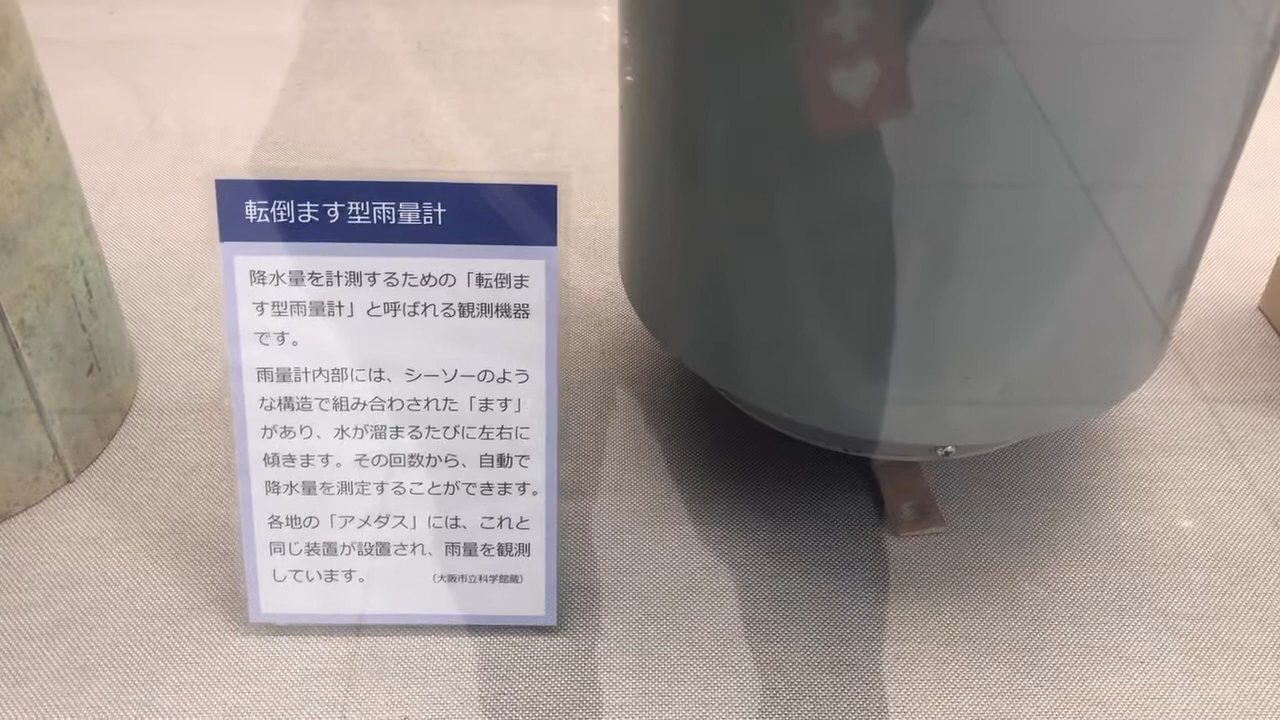 転倒ます型雨量計
降水量を計測するための「転倒ま
す型雨量計」と呼ばれる観測機器
です。
雨量計内部には、シーソーのよう
な構造で組み合わされた「ます」
があり、水が溜まるたびに左右に
傾きます。その回数から、自動で
降水量を測定することができます。
各地の「アメダス」には、これと
同じ装置が設置され、雨量を観測
しています。
(大阪市立科学館蔵)